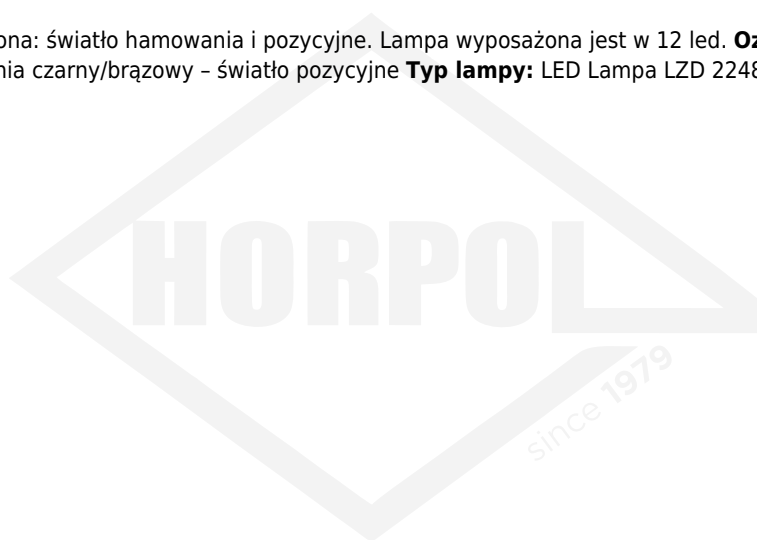 ona: światło hamowania i pozycyjne. Lampa wyposażona jest w 12 led. Oz
nia czarny/brązowy – światło pozycyjne Typ lampy: LED Lampa LZD 2248
HORPOL
since 1979